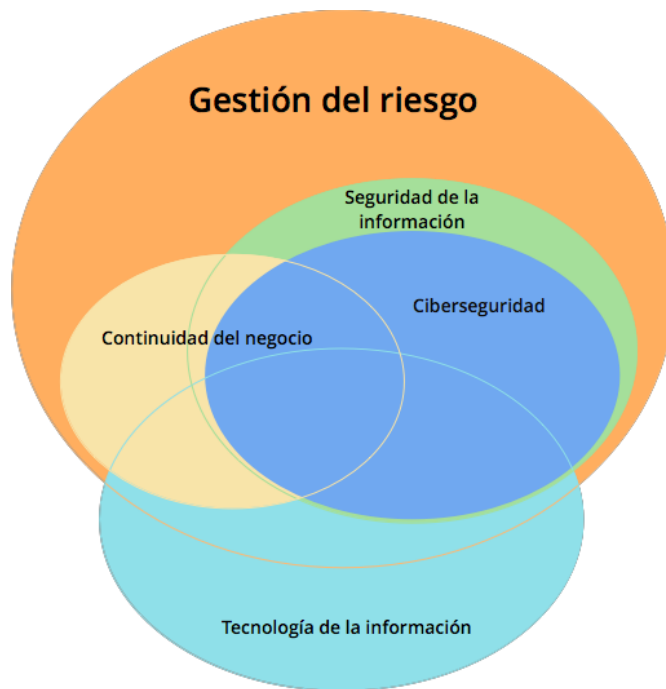 Gestión del riesgo
Seguridad de la
información
Ciberseguridad
Continuidad del negocio
Tecnología de la información